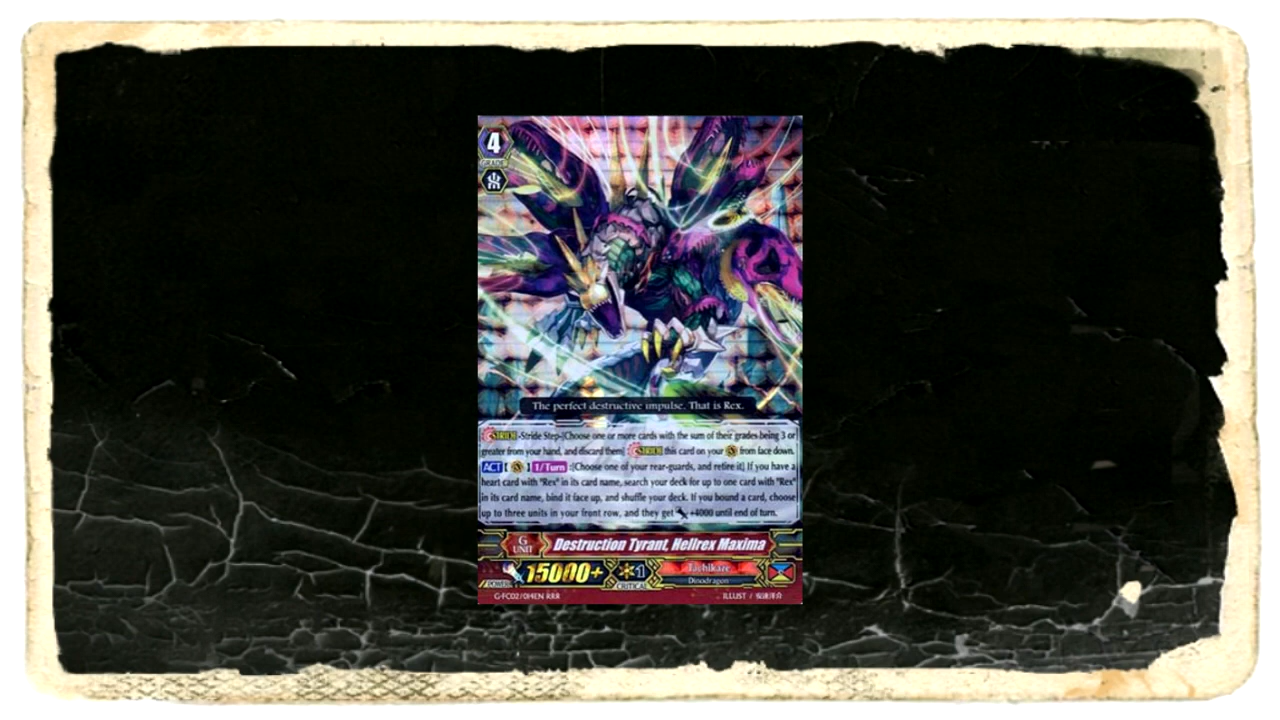 4
GRADE
The perfect destructive impulse. That is Rex.
STRIDE -Stride Step-[Choose one or more cards with the sum of their grades being 3 or
greater from your hand, and discard them] STRIDE this card on your from face down.
ACT【 】1/Turn :[Choose one of your rear-guards, and retire it] If you have a
heart card with "Rex" in its card name, search your deck for up to one card with "Rex"
in its card name, bind it face up, and shuffle your deck. If you bound a card, choose
up to three units in your front row, and they get +4000 until end of turn.
G
UNIT
Destruction Tyrant, Hellrex Maxima
POWER 15000+ 1 CRITICAL
Tachikaze
Dinodragon
G-FC02/014EN RRR ILLUST /